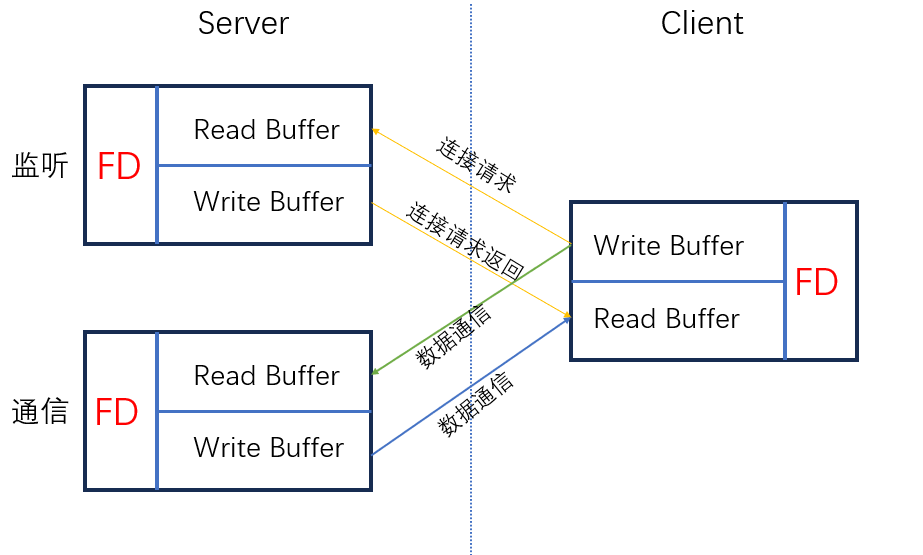 Server
Client
监听
FD
Read Buffer
Write Buffer
连接请求
连接请求返回
Write Buffer
Read Buffer
FD
数据通信
数据通信
通信
FD
Read Buffer
Write Buffer